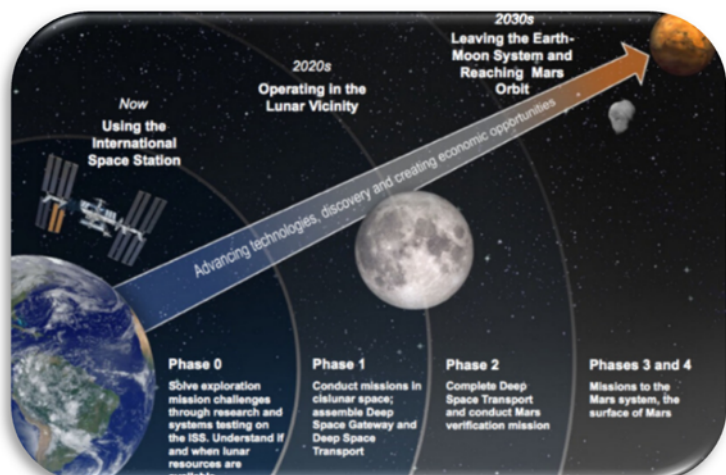 Now
Using the
International
Space Station
2020s
Operating in the
Lunar Vicinity
2030s
Leaving the Earth-
Moon System and
Reaching Mars
Orbit
Advancing technologies, discovery and creating economic opportunities
Phase 0
Solve exploration
mission challenges
through research and
systems testing on
the ISS. Understand if
and when lunar
resources are
Phase 1
Conduct missions in
cislunar space;
assemble Deep
Space Gateway and
Deep Space
Transport
Phase 2
Complete Deep
Space Transport
and conduct Mars
verification mission
Phases 3 and 4
Missions to the
Mars system, the
surface of Mars